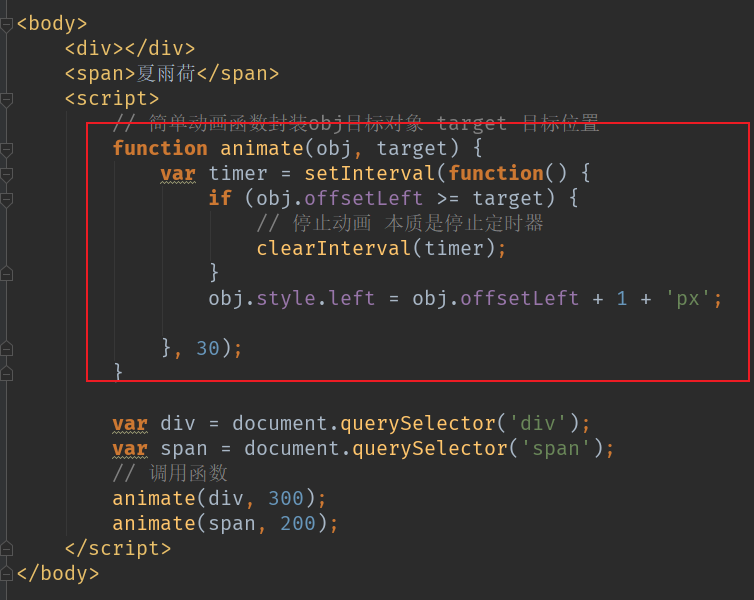 <body>
    <div></div>
    <span>夏雨荷</span>
    <script>
        // 简单动画函数封装obj目标对象 target 目标位置
        function animate(obj, target) {
            var timer = setInterval(function() {
                if (obj.offsetLeft >= target) {
                    // 停止动画 本质是停止定时器
                    clearInterval(timer);
                }
                obj.style.left = obj.offsetLeft + 1 + 'px';

            }, 30);
        }

        var div = document.querySelector('div');
        var span = document.querySelector('span');
        // 调用函数
        animate(div, 300);
        animate(span, 200);
    </script>
</body>